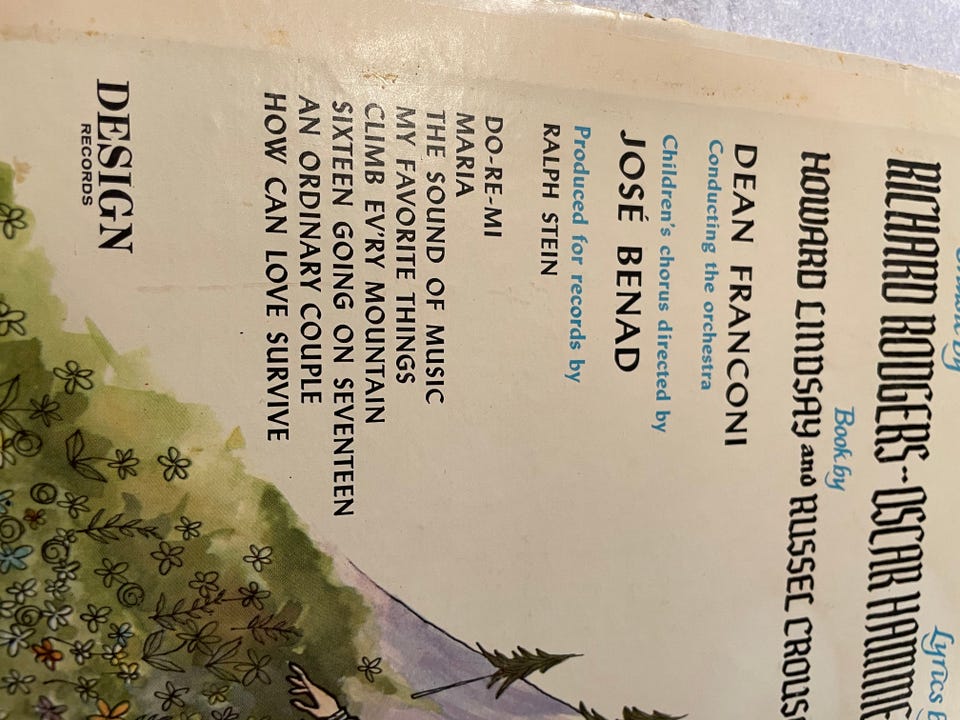 RICHARD RODGERS--OSCAR
Book by
HOWARD LINDSAY and RUSSEL
DEAN FRANCONI
Conducting the orchestra
Children's chorus directed by
JOSÉ BENAD
Produced for records by
RALPH STEIN
DO-RE-MI
MARIA
THE SOUND OF MUSIC
MY FAVORITE THINGS
CLIMB EV'RY MOUNTAIN
SIXTEEN GOING ON SEVENTEEN
AN ORDINARY COUPLE
HOW CAN LOVE SURVIVE
DESIGN
RECORDS